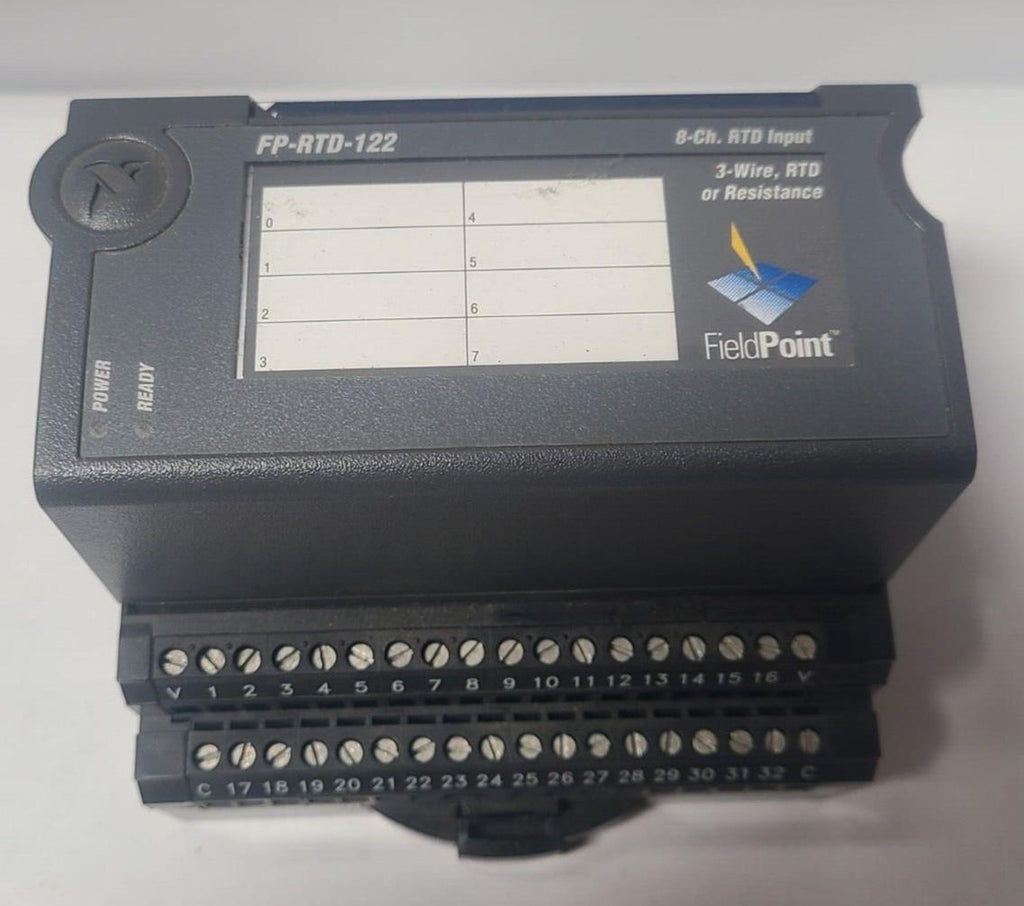 FP-RTD-122
8-Ch. RTD Input
3-Wire, RTD
or Resistance
0 4
1 5
2 6
3 7
FieldPoint™
POWER
READY
V 1 2 3 4 5 6 7 8 9 10 11 12 13 14 15 16 V
C 17 18 19 20 21 22 23 24 25 26 27 28 29 30 31 32 C